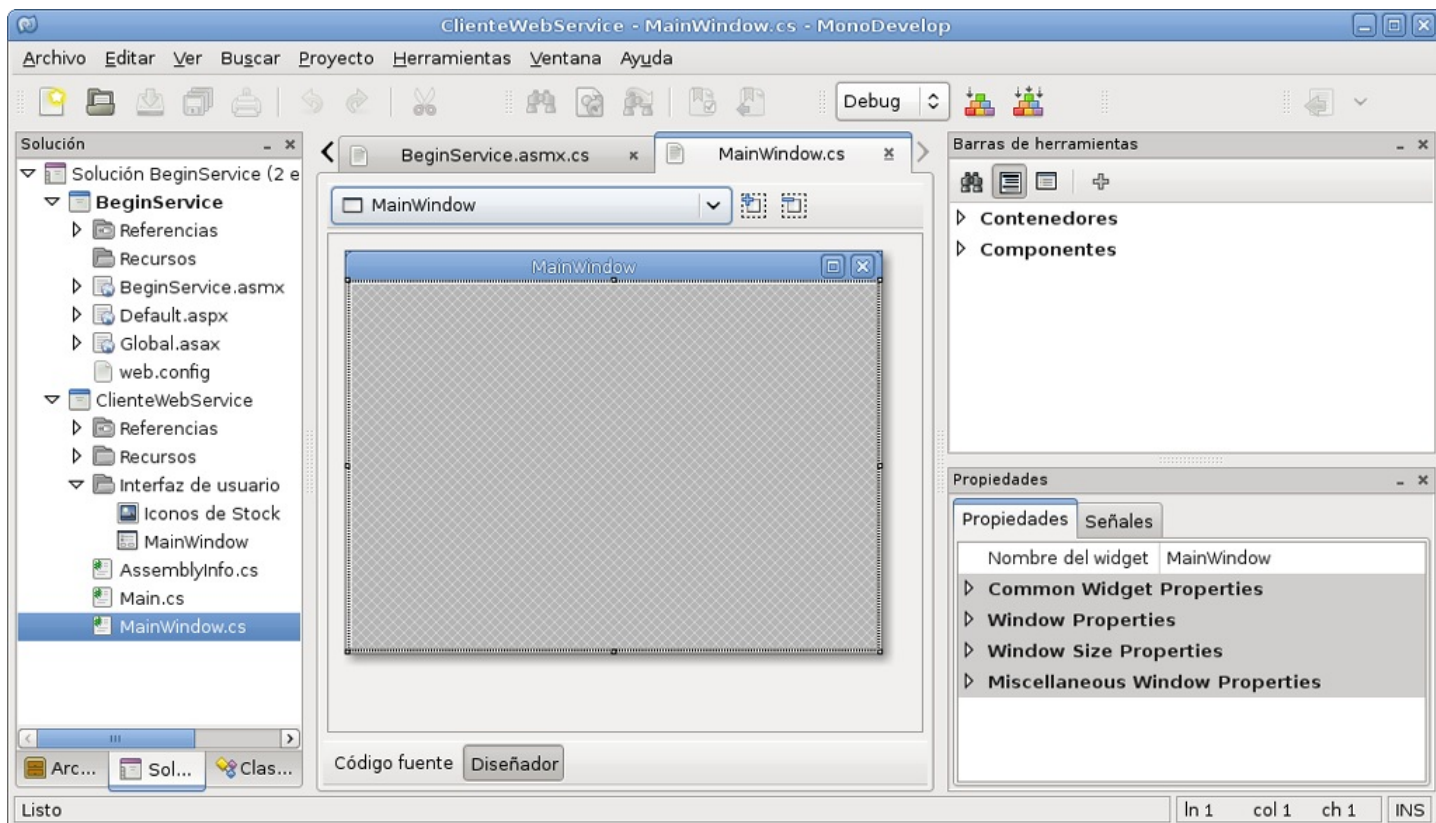 ClienteWebService - MainWindow.cs - MonoDevelop
Archivo Editar Ver Buscar Proyecto Herramientas Ventana Ayuda
Debug
Solución
Solución BeginService (2 e
BeginService
Referencias
Recursos
BeginService.asmx
Default.aspx
Global.asax
web.config
ClienteWebService
Referencias
Recursos
Interfaz de usuario
Iconos de Stock
MainWindow
AssemblyInfo.cs
Main.cs
MainWindow.cs
Arc... Sol... Clas...
BeginService.asmx.cs MainWindow.cs
MainWindow
MainWindow
Código fuente Diseñador
Barras de herramientas
Contenedores
Componentes
Propiedades
Propiedades Señales
Nombre del widget MainWindow
Common Widget Properties
Window Properties
Window Size Properties
Miscellaneous Window Properties
Listo ln 1 col 1 ch 1 INS